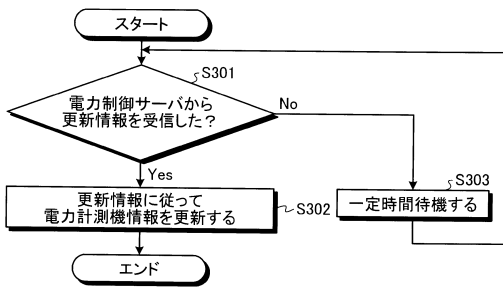 スタート
S301
電力制御サーバから
更新情報を受信した?
No
Yes
S303
更新情報に従って
電力計測機情報を更新する
S302
一定時間待機する
エンド